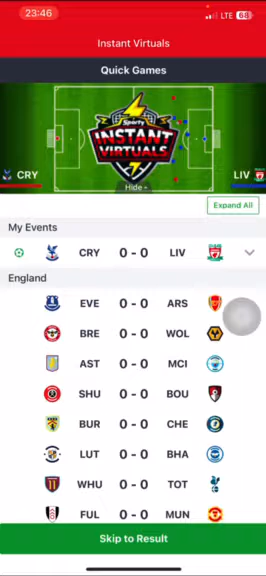 23:46
LTE 68
Instant Virtuals
Quick Games
Sporty
INSTANT
VIRTUALS
CRY
LIV
Hide
Expand All
My Events
CRY 0 - 0 LIV
England
EVE 0 - 0 ARS
BRE 0 - 0 WOL
AST 0 - 0 MCI
SHU 0 - 0 BOU
BUR 0 - 0 CHE
LUT 0 - 0 BHA
WHU 0 - 0 TOT
FUL 0 - 0 MUN
Skip to Result